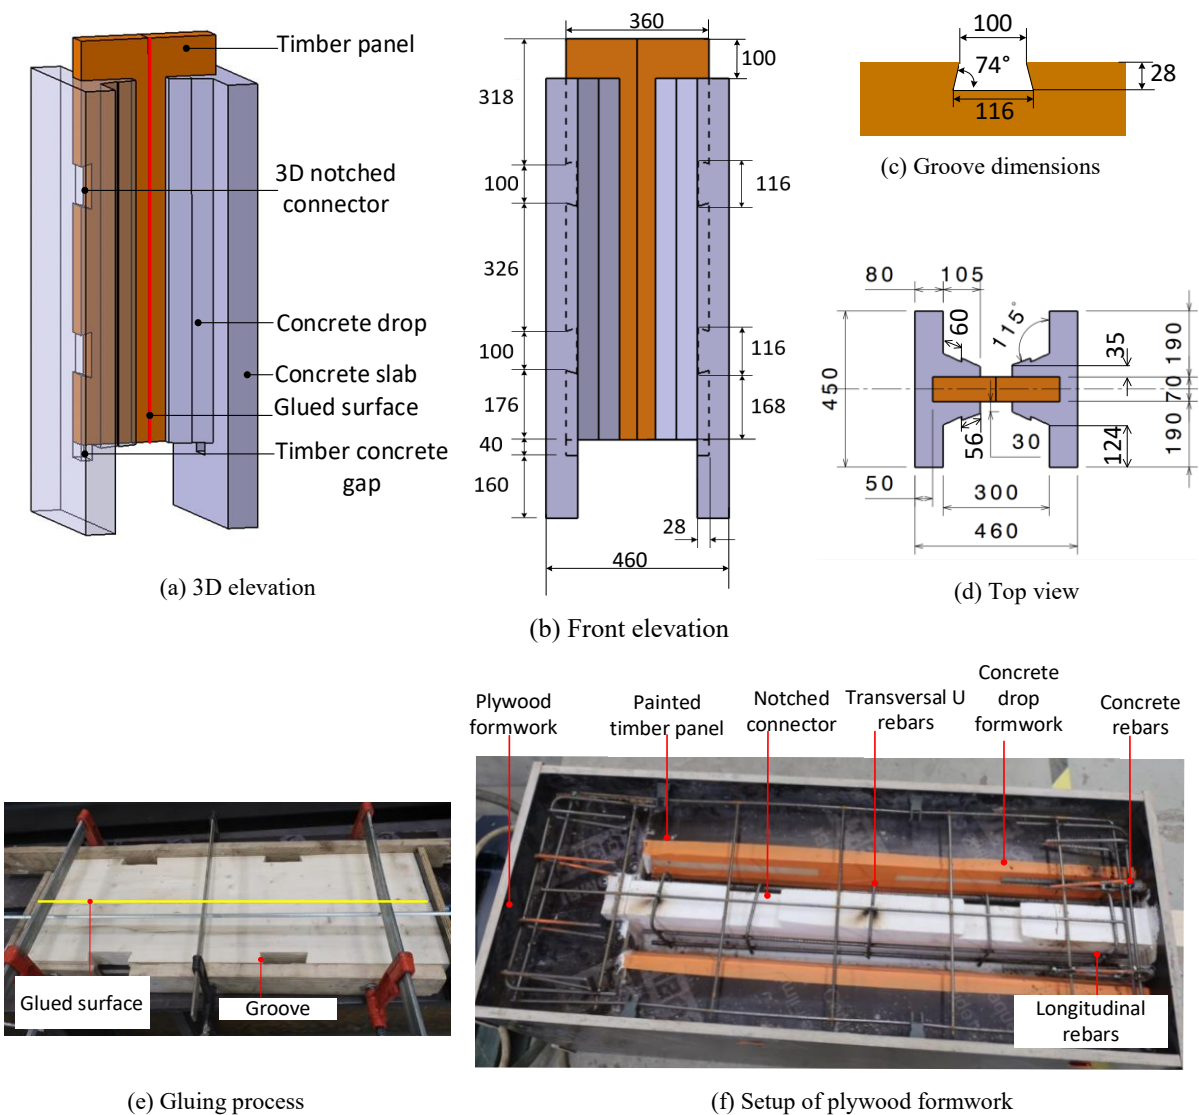 Timber panel
3D notched
connector
Concrete drop
Concrete slab
Glued surface
Timber concrete
gap
(a) 3D elevation
360
100
318
100
116
326
100
116
176
168
40
160
28
460
(b) Front elevation
100
74°
28
116
(c) Groove dimensions
80
105
60
115°
35
190
450
70
56
30
124
190
50
300
460
(d) Top view
Plywood
formwork
Painted
timber panel
Notched
connector
Transversal U
rebars
Concrete
drop
formwork
Concrete
rebars
Glued surface
Groove
Longitudinal
rebars
(e) Gluing process
(f) Setup of plywood formwork